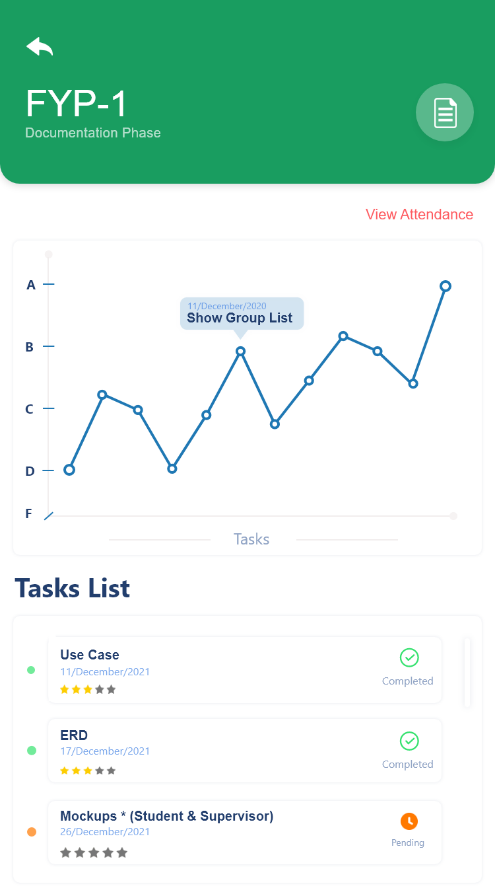 FYP-1
Documentation Phase
View Attendance
A
11/December/2020
Show Group List
B
C
D
F
Tasks
Tasks List
Use Case
11/December/2021
Completed
ERD
17/December/2021
Completed
Mockups * (Student & Supervisor)
26/December/2021
Pending